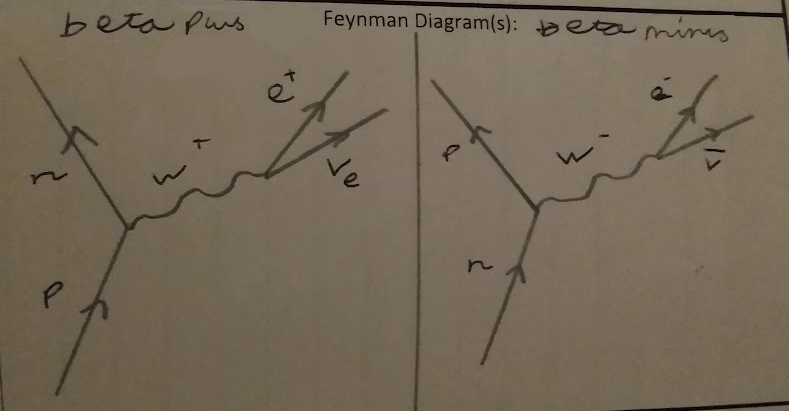 beta plus
Feynman Diagram(s):
beta minus
e⁺
n
W⁺
νe
p
e⁻
p
W⁻
ν̅
n